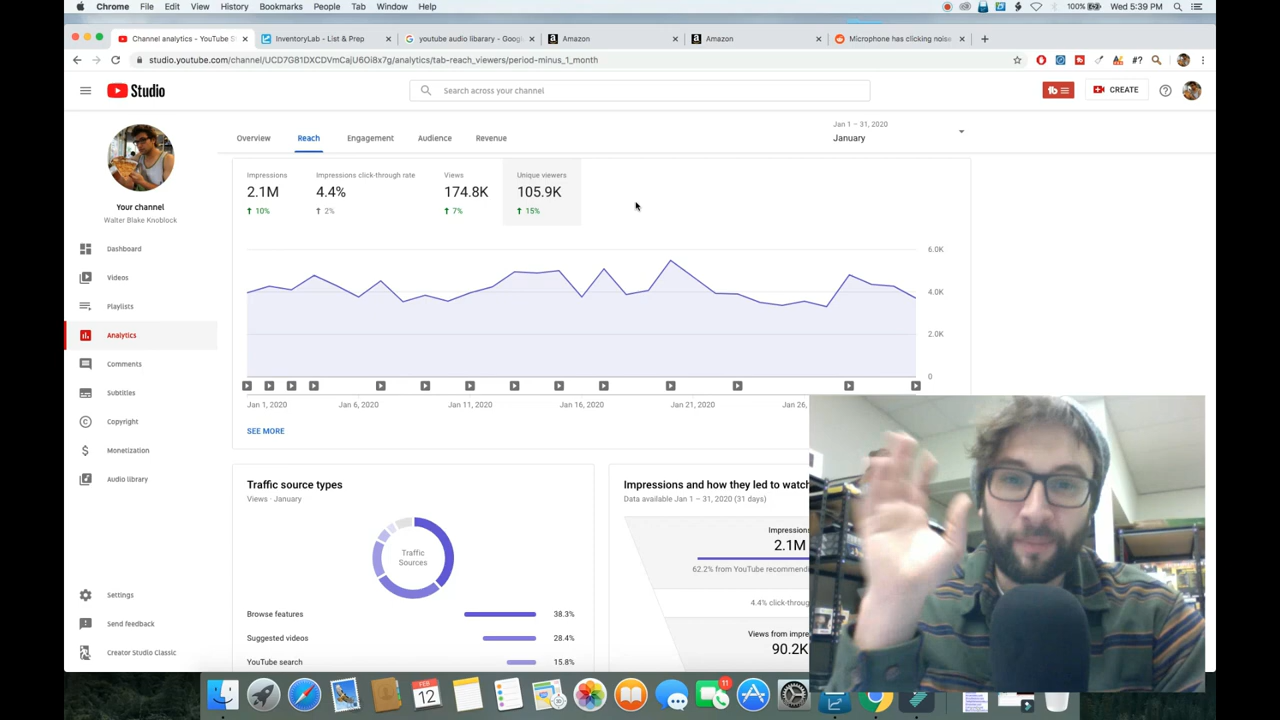 Chrome File Edit View History Bookmarks People Tab Window Help 100% Wed 5:39 PM
Channel analytics - YouTube S InventoryLab - List & Prep youtube audio libarary - Goog Amazon Amazon Microphone has clicking noise
studio.youtube.com/channel/UCD7G81DXCDVmCajU6Oi8x7g/analytics/tab-reach_viewers/period-minus_1_month
Studio
Search across your channel
CREATE
Your channel
Walter Blake Knoblock
Dashboard
Videos
Playlists
Analytics
Comments
Subtitles
Copyright
Monetization
Audio library
Settings
Send feedback
Creator Studio Classic
Overview Reach Engagement Audience Revenue
Jan 1 – 31, 2020
January
Impressions Impressions click-through rate Views Unique viewers
2.1M 4.4% 174.8K 105.9K
10% 2% 7% 15%
6.0K
4.0K
2.0K
0
Jan 1, 2020 Jan 6, 2020 Jan 11, 2020 Jan 16, 2020 Jan 21, 2020 Jan 26,
SEE MORE
Traffic source types
Views · January
Traffic
Sources
Browse features 38.3%
Suggested videos 28.4%
YouTube search 15.8%
Impressions and how they led to watch
Data available Jan 1 – 31, 2020 (31 days)
Impressions
2.1M
62.2% from YouTube recommend
4.4% click-throug
Views from impre
90.2K
FEB
12
11